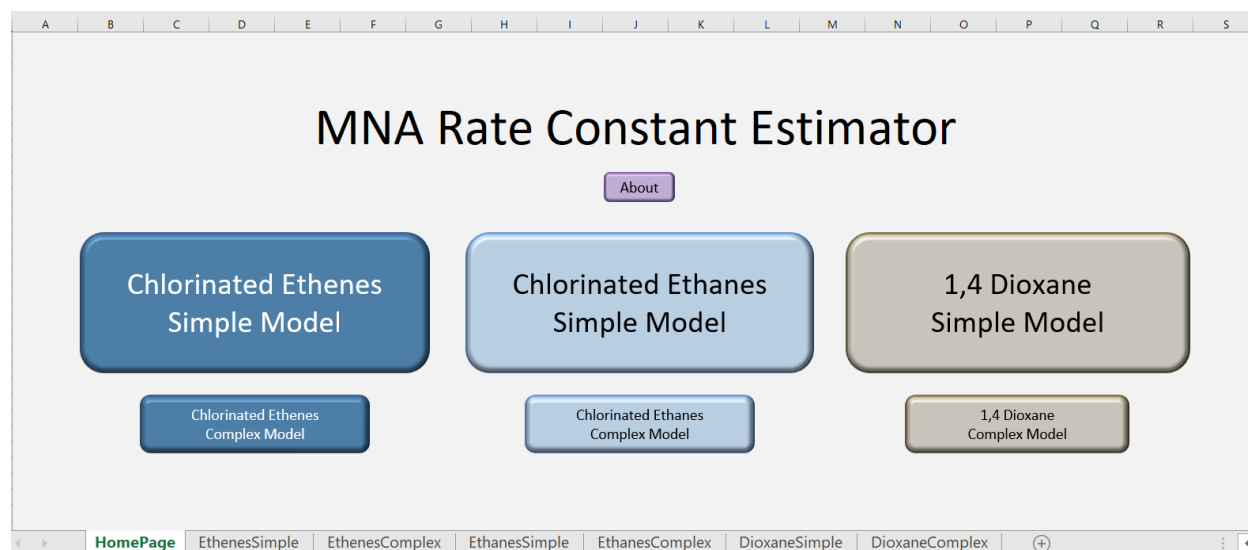 A B C D E F G H I J K L M N O P Q R S
MNA Rate Constant Estimator
About
Chlorinated Ethenes
Simple Model
Chlorinated Ethanes
Simple Model
1,4 Dioxane
Simple Model
Chlorinated Ethenes
Complex Model
Chlorinated Ethanes
Complex Model
1,4 Dioxane
Complex Model
HomePage EthenesSimple EthenesComplex EthanesSimple EthanesComplex DioxaneSimple DioxaneComplex